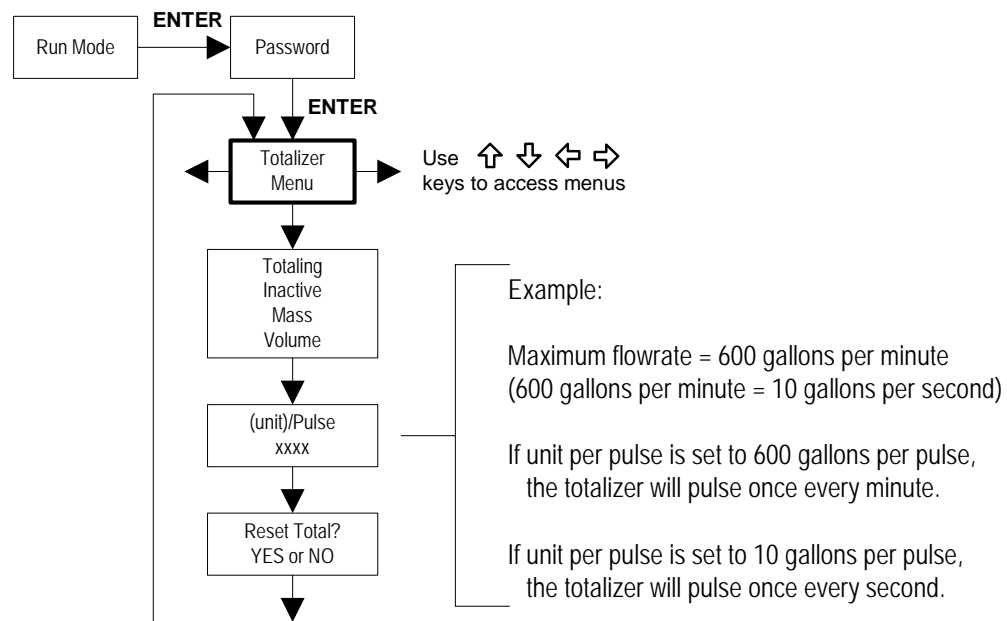 ENTER
Run Mode
Password
ENTER
Totalizer
Menu
Use
keys to access menus
Totaling
Inactive
Mass
Volume
(unit)/Pulse
xxxx
Reset Total?
YES or NO
Example:
Maximum flowrate = 600 gallons per minute
(600 gallons per minute = 10 gallons per second)
If unit per pulse is set to 600 gallons per pulse,
the totalizer will pulse once every minute.
If unit per pulse is set to 10 gallons per pulse,
the totalizer will pulse once every second.